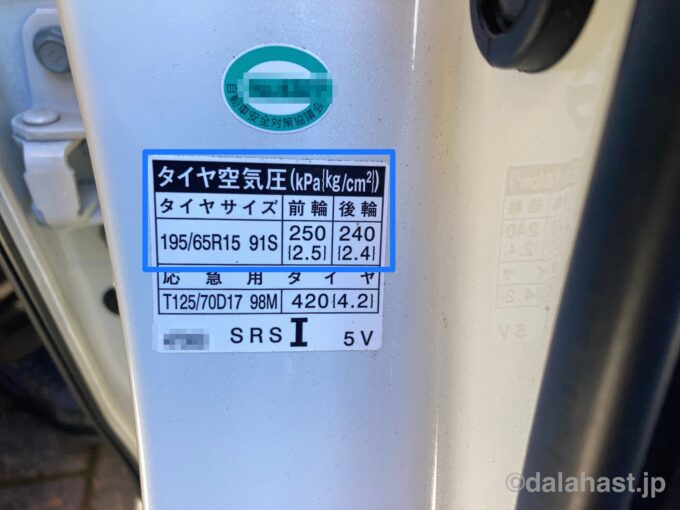 自動車安全対策協議会
タイヤ空気圧(kPa{kg/cm²})
タイヤサイズ 前輪 後輪
195/65R15 91S 250 240
{2.5} {2.4}
応急用タイヤ
T125/70D17 98M 420{4.2}
SRS I 5V
©dalahast.jp